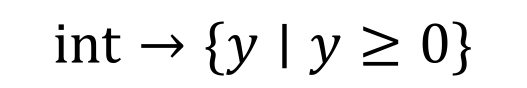 int → {y | y ≥ 0}